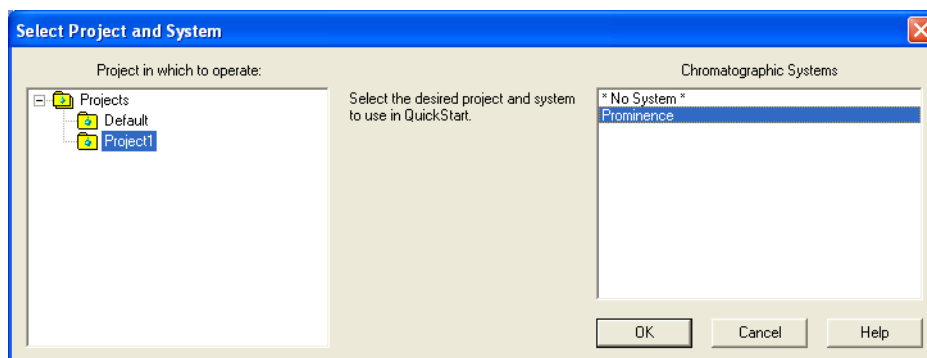 Select Project and System
Project in which to operate:
Projects
Default
Project1
Select the desired project and system
to use in QuickStart.
Chromatographic Systems
* No System *
Prominence
OK
Cancel
Help